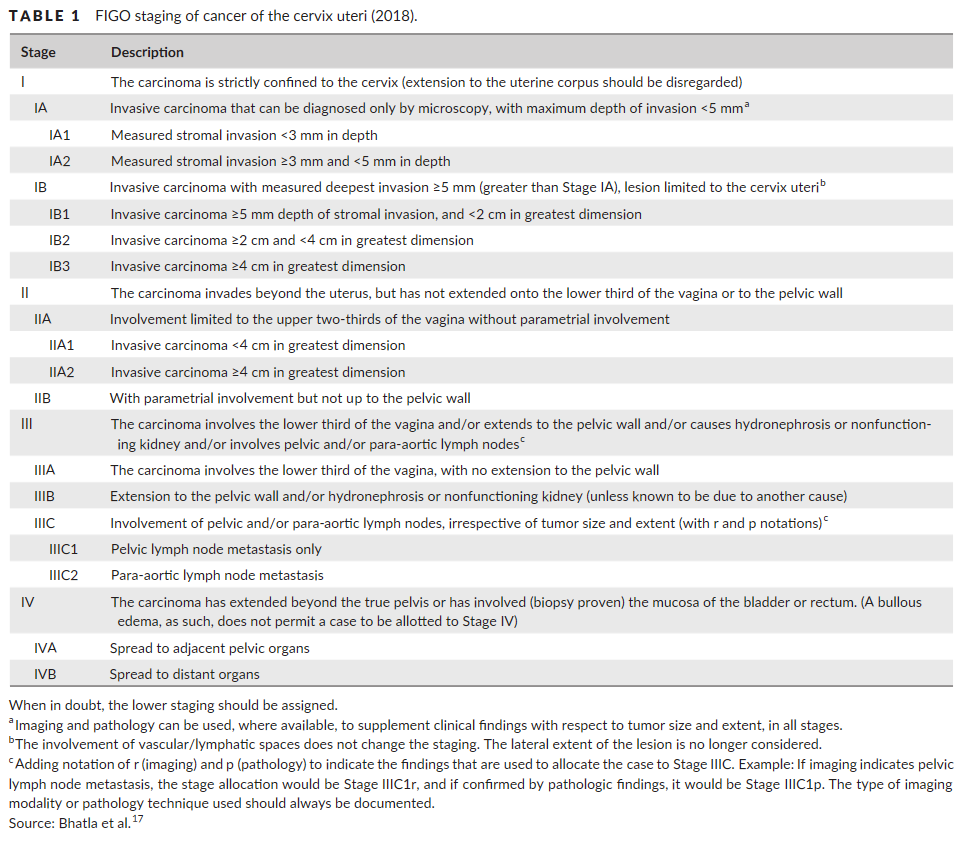 TABLE 1 FIGO staging of cancer of the cervix uteri (2018).
Stage Description
I The carcinoma is strictly confined to the cervix (extension to the uterine corpus should be disregarded)
IA Invasive carcinoma that can be diagnosed only by microscopy, with maximum depth of invasion <5 mmᵃ
IA1 Measured stromal invasion <3 mm in depth
IA2 Measured stromal invasion ≥3 mm and <5 mm in depth
IB Invasive carcinoma with measured deepest invasion ≥5 mm (greater than Stage IA), lesion limited to the cervix uteriᵇ
IB1 Invasive carcinoma ≥5 mm depth of stromal invasion, and <2 cm in greatest dimension
IB2 Invasive carcinoma ≥2 cm and <4 cm in greatest dimension
IB3 Invasive carcinoma ≥4 cm in greatest dimension
II The carcinoma invades beyond the uterus, but has not extended onto the lower third of the vagina or to the pelvic wall
IIA Involvement limited to the upper two-thirds of the vagina without parametrial involvement
IIA1 Invasive carcinoma <4 cm in greatest dimension
IIA2 Invasive carcinoma ≥4 cm in greatest dimension
IIB With parametrial involvement but not up to the pelvic wall
III The carcinoma involves the lower third of the vagina and/or extends to the pelvic wall and/or causes hydronephrosis or nonfunction-
ing kidney and/or involves pelvic and/or para-aortic lymph nodesᶜ
IIIA The carcinoma involves the lower third of the vagina, with no extension to the pelvic wall
IIIB Extension to the pelvic wall and/or hydronephrosis or nonfunctioning kidney (unless known to be due to another cause)
IIIC Involvement of pelvic and/or para-aortic lymph nodes, irrespective of tumor size and extent (with r and p notations)ᶜ
IIIC1 Pelvic lymph node metastasis only
IIIC2 Para-aortic lymph node metastasis
IV The carcinoma has extended beyond the true pelvis or has involved (biopsy proven) the mucosa of the bladder or rectum. (A bullous
edema, as such, does not permit a case to be allotted to Stage IV)
IVA Spread to adjacent pelvic organs
IVB Spread to distant organs
When in doubt, the lower staging should be assigned.
ᵃImaging and pathology can be used, where available, to supplement clinical findings with respect to tumor size and extent, in all stages.
ᵇThe involvement of vascular/lymphatic spaces does not change the staging. The lateral extent of the lesion is no longer considered.
ᶜAdding notation of r (imaging) and p (pathology) to indicate the findings that are used to allocate the case to Stage IIIC. Example: If imaging indicates pelvic
lymph node metastasis, the stage allocation would be Stage IIIC1r, and if confirmed by pathologic findings, it would be Stage IIIC1p. The type of imaging
modality or pathology technique used should always be documented.
Source: Bhatla et al.¹⁷